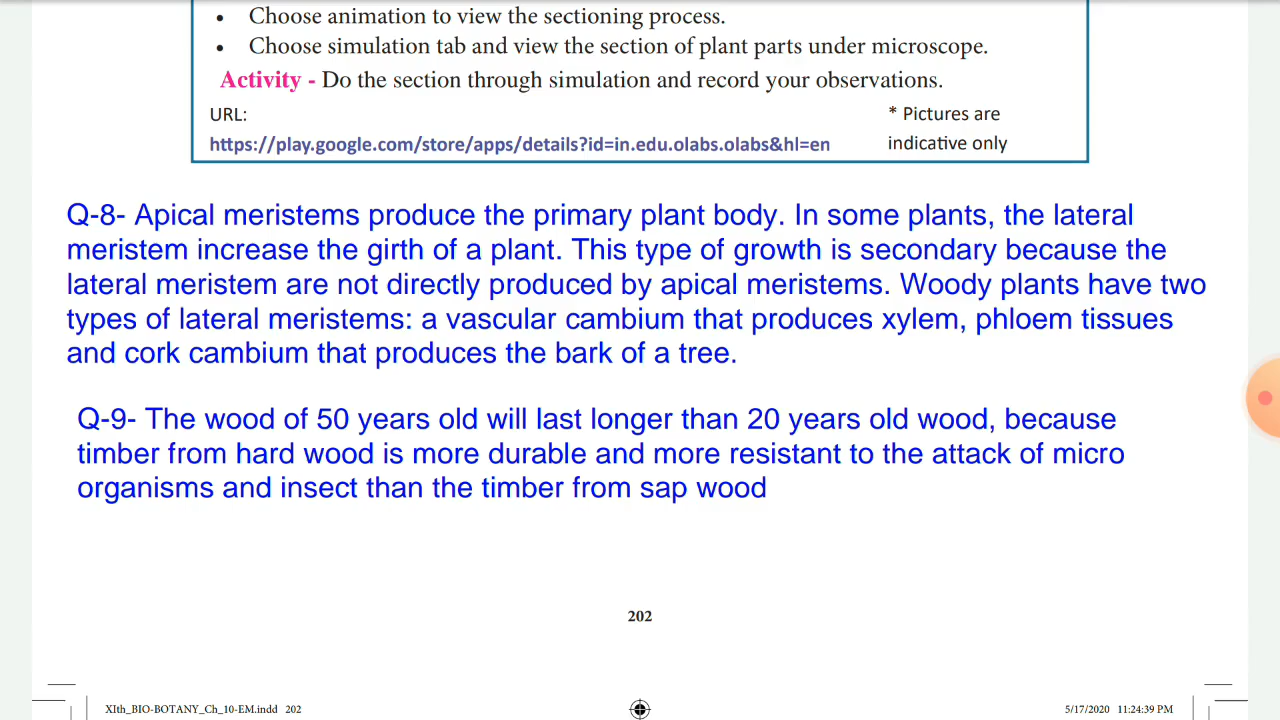 • Choose animation to view the sectioning process.
• Choose simulation tab and view the section of plant parts under microscope.
Activity - Do the section through simulation and record your observations.
URL:
https://play.google.com/store/apps/details?id=in.edu.olabs.olabs&hl=en
* Pictures are
indicative only
Q-8- Apical meristems produce the primary plant body. In some plants, the lateral
meristem increase the girth of a plant. This type of growth is secondary because the
lateral meristem are not directly produced by apical meristems. Woody plants have two
types of lateral meristems: a vascular cambium that produces xylem, phloem tissues
and cork cambium that produces the bark of a tree.
Q-9- The wood of 50 years old will last longer than 20 years old wood, because
timber from hard wood is more durable and more resistant to the attack of micro
organisms and insect than the timber from sap wood
202
XIth_BIO-BOTANY_Ch_10-EM.indd 202
5/17/2020 11:24:39 PM